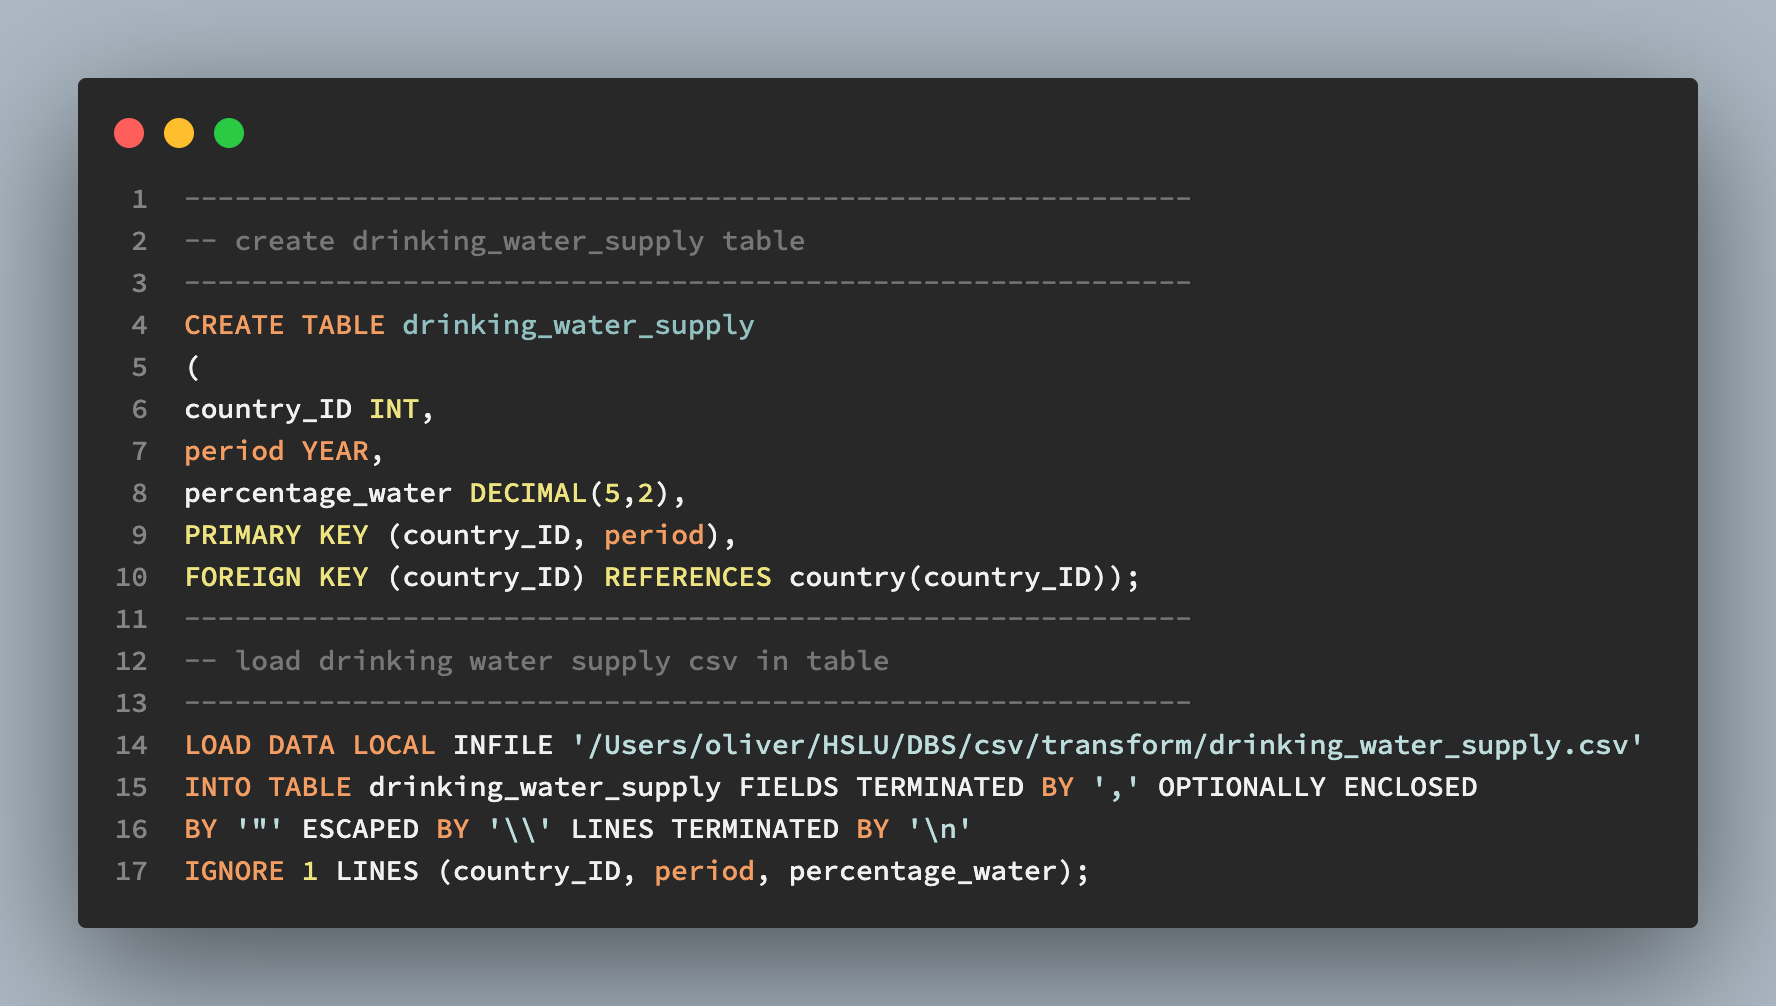 1 ------------------------------------------------------------
2 -- create drinking_water_supply table
3 ------------------------------------------------------------
4 CREATE TABLE drinking_water_supply
5 (
6 country_ID INT,
7 period YEAR,
8 percentage_water DECIMAL(5,2),
9 PRIMARY KEY (country_ID, period),
10 FOREIGN KEY (country_ID) REFERENCES country(country_ID));
11 ------------------------------------------------------------
12 -- load drinking water supply csv in table
13 ------------------------------------------------------------
14 LOAD DATA LOCAL INFILE '/Users/oliver/HSLU/DBS/csv/transform/drinking_water_supply.csv'
15 INTO TABLE drinking_water_supply FIELDS TERMINATED BY ',' OPTIONALLY ENCLOSED
16 BY '"' ESCAPED BY '\\' LINES TERMINATED BY '\n'
17 IGNORE 1 LINES (country_ID, period, percentage_water);